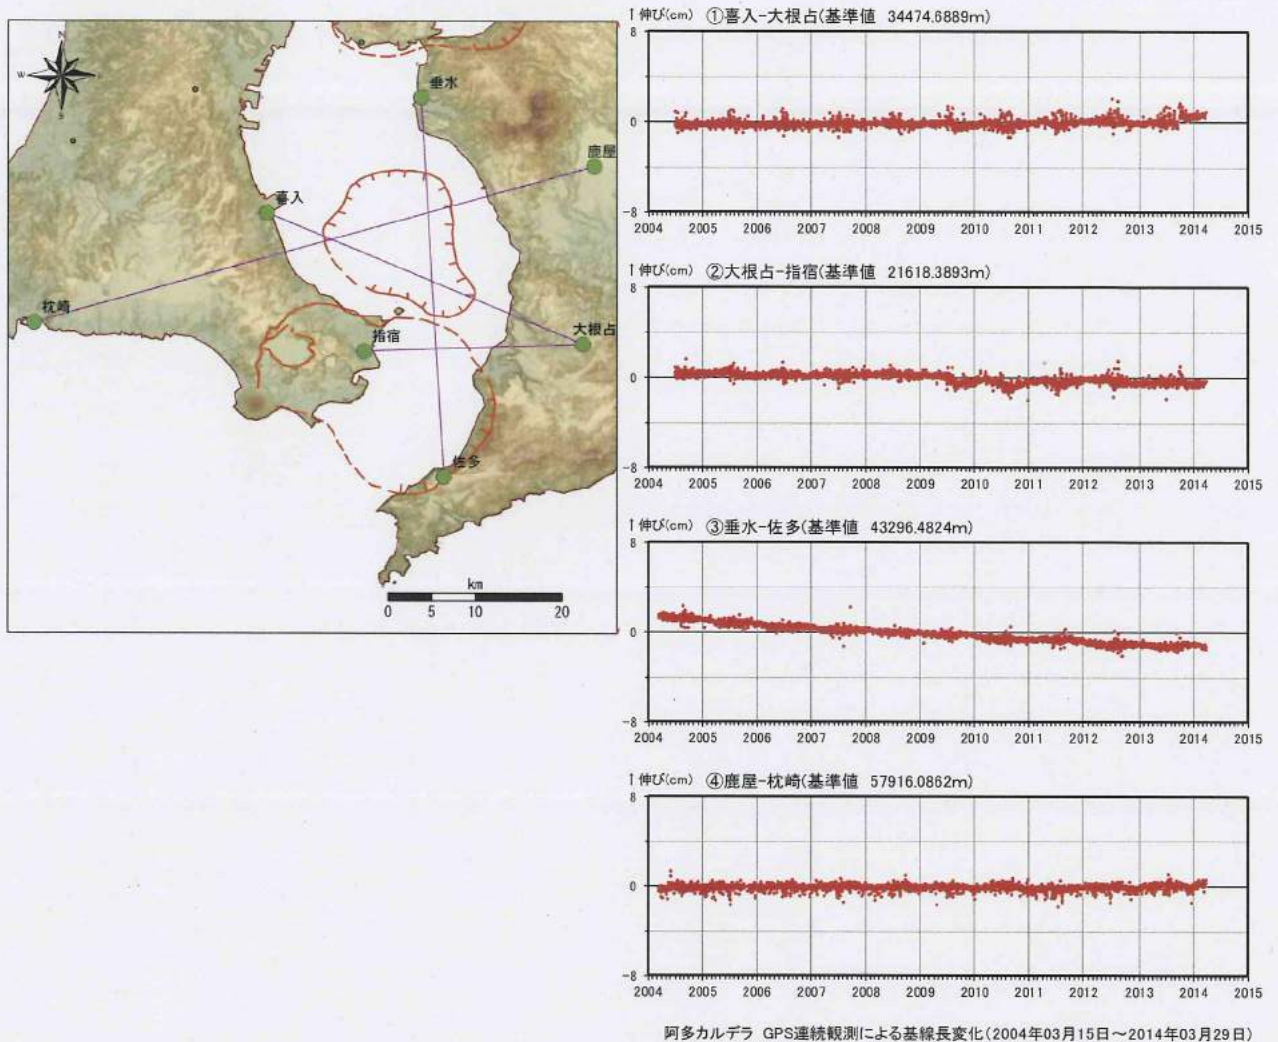 N
W
S
垂水
鹿屋
喜入
枕崎
指宿
大根占
佐多
km
0 5 10 20
↑伸び(cm) ①喜入-大根占(基準値 34474.6889m)
8
0
-8
2004 2005 2006 2007 2008 2009 2010 2011 2012 2013 2014 2015
↑伸び(cm) ②大根占-指宿(基準値 21618.3893m)
8
0
-8
2004 2005 2006 2007 2008 2009 2010 2011 2012 2013 2014 2015
↑伸び(cm) ③垂水-佐多(基準値 43296.4824m)
8
0
-8
2004 2005 2006 2007 2008 2009 2010 2011 2012 2013 2014 2015
↑伸び(cm) ④鹿屋-枕崎(基準値 57916.0862m)
8
0
-8
2004 2005 2006 2007 2008 2009 2010 2011 2012 2013 2014 2015
阿多カルデラ GPS連続観測による基線長変化(2004年03月15日～2014年03月29日)